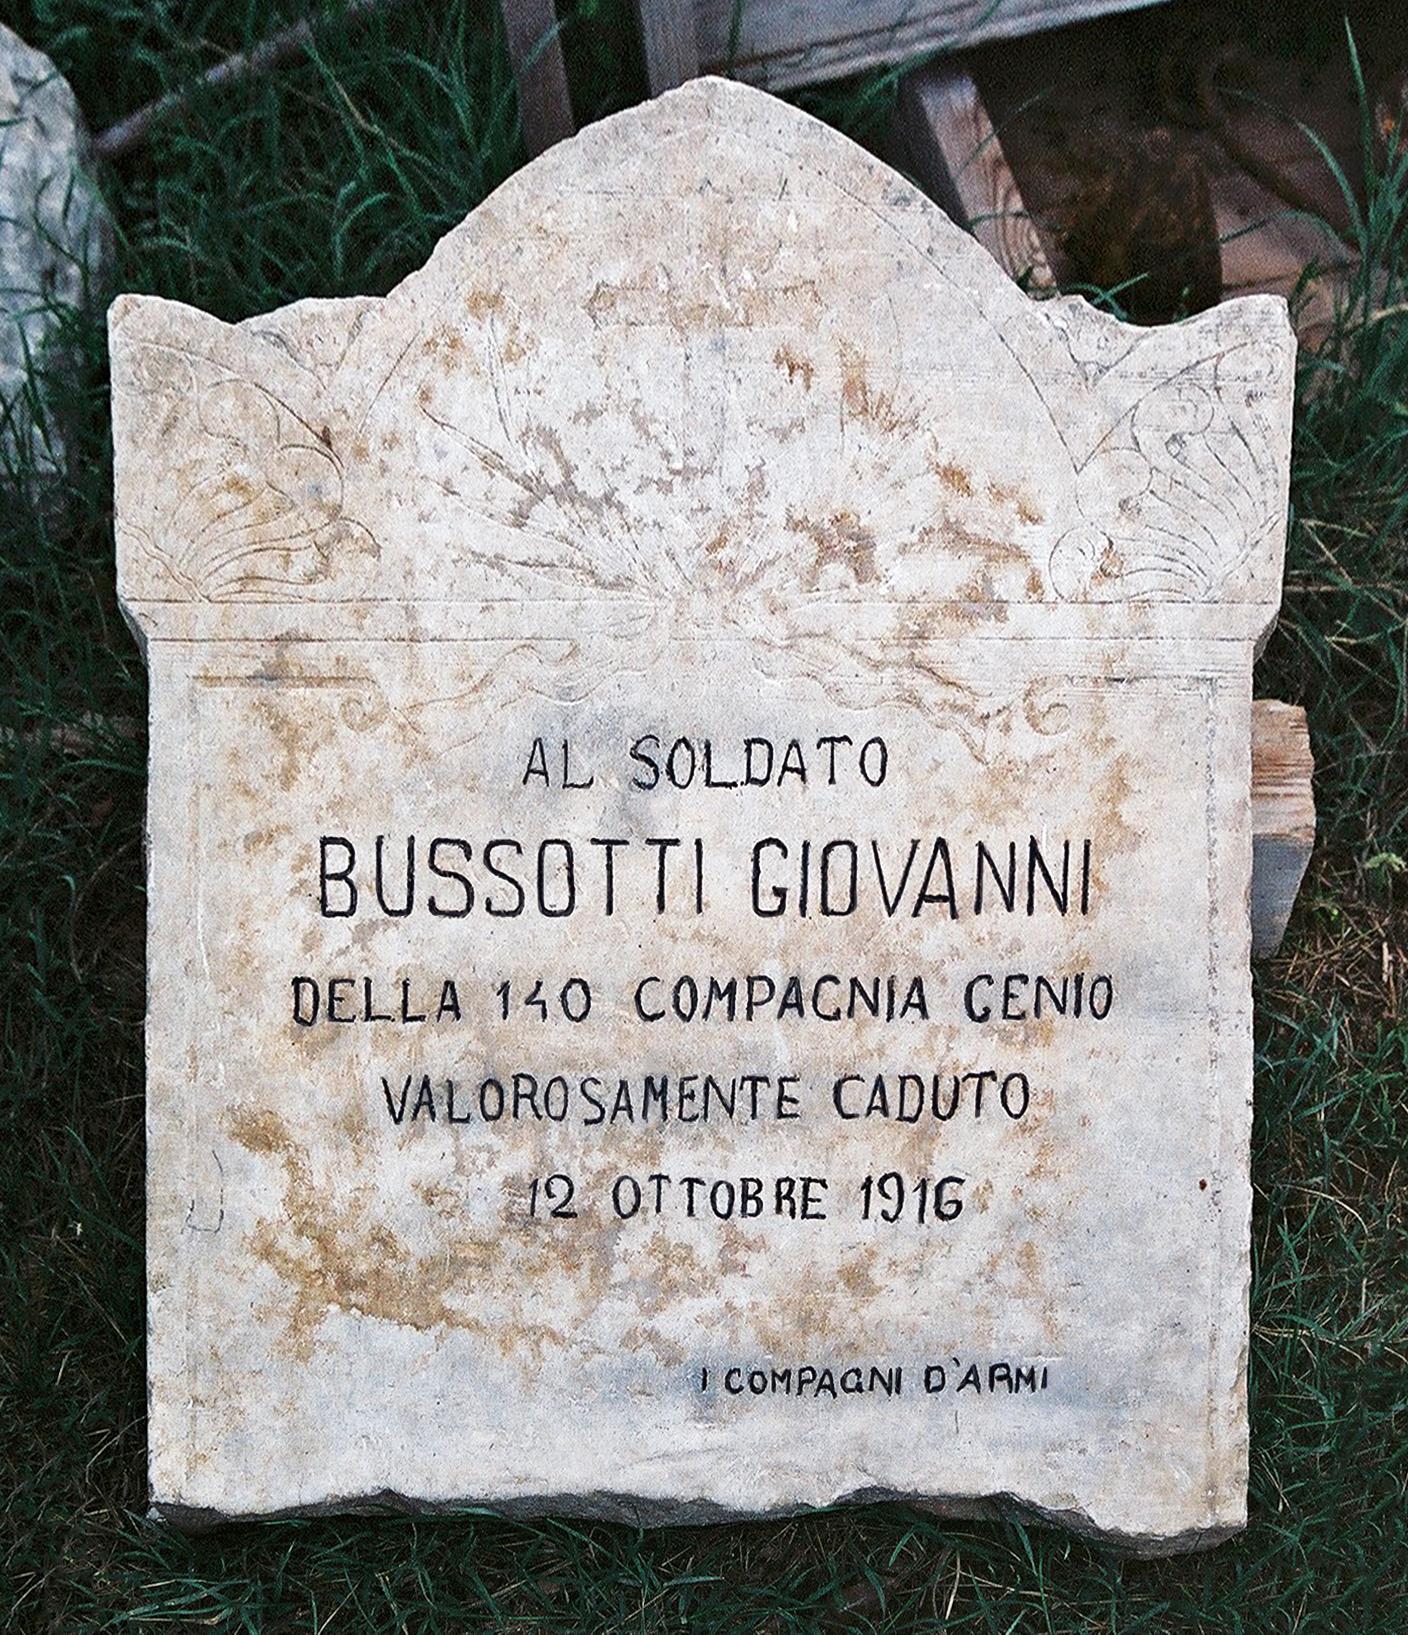 AL SOLDATO
BUSSOTTI GIOVANNI
DELLA 140 COMPAGNIA GENIO
VALOROSAMENTE CADUTO
12 OTTOBRE 1916
I COMPAGNI D'ARMI